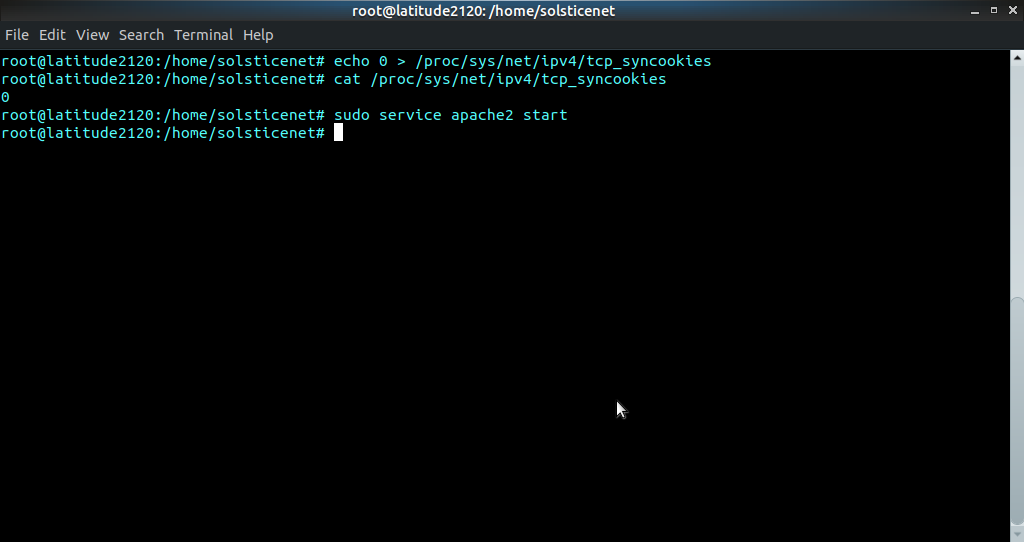 root@latitude2120: /home/solsticenet
File Edit View Search Terminal Help
root@latitude2120:/home/solsticenet# echo 0 > /proc/sys/net/ipv4/tcp_syncookies
root@latitude2120:/home/solsticenet# cat /proc/sys/net/ipv4/tcp_syncookies
0
root@latitude2120:/home/solsticenet# sudo service apache2 start
root@latitude2120:/home/solsticenet#